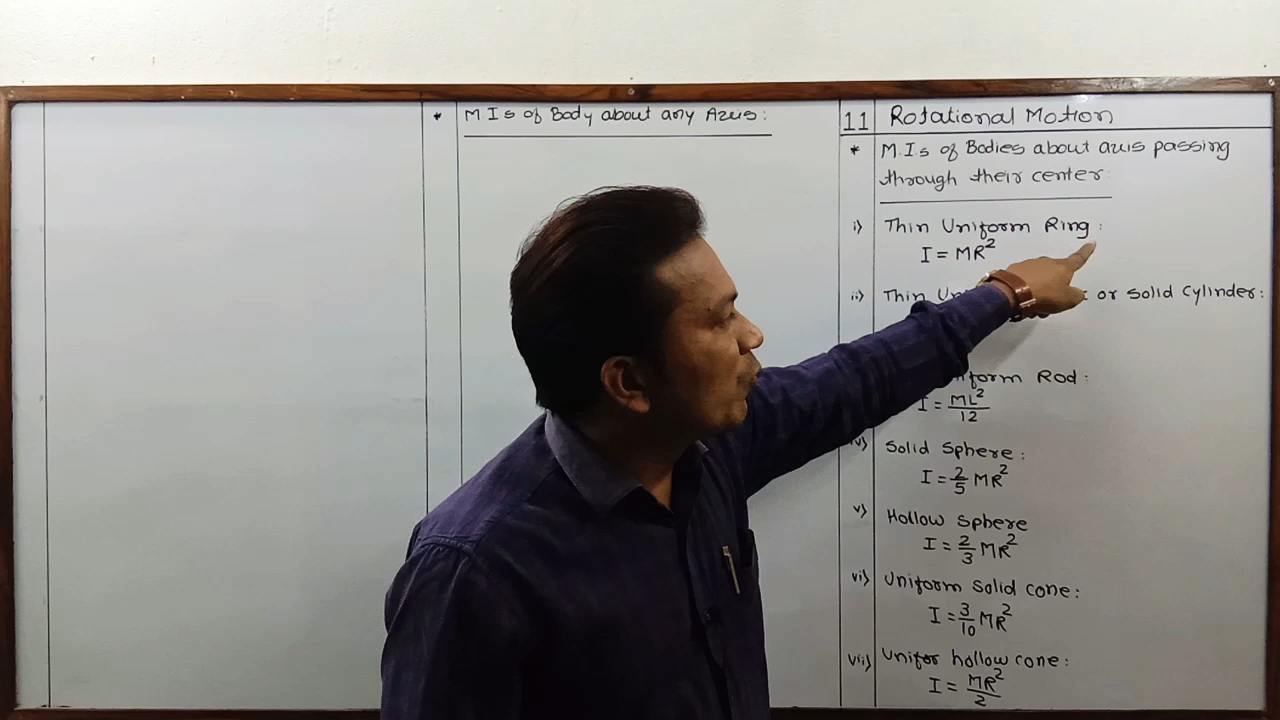 * M I s of Body about any Axis :
11 Rotational Motion
* M.I.s of Bodies about axis passing
through their center :
i) Thin Uniform Ring :
I = MR²
ii) Thin or Solid Cylinder :
Rod :
I = ML²/12
Solid Sphere :
I = 2/5 MR²
v) Hollow Sphere
I = 2/3 MR²
vi) Uniform Solid cone :
I = 3/10 MR²
vii) Unifor hollow cone :
I = MR²/2